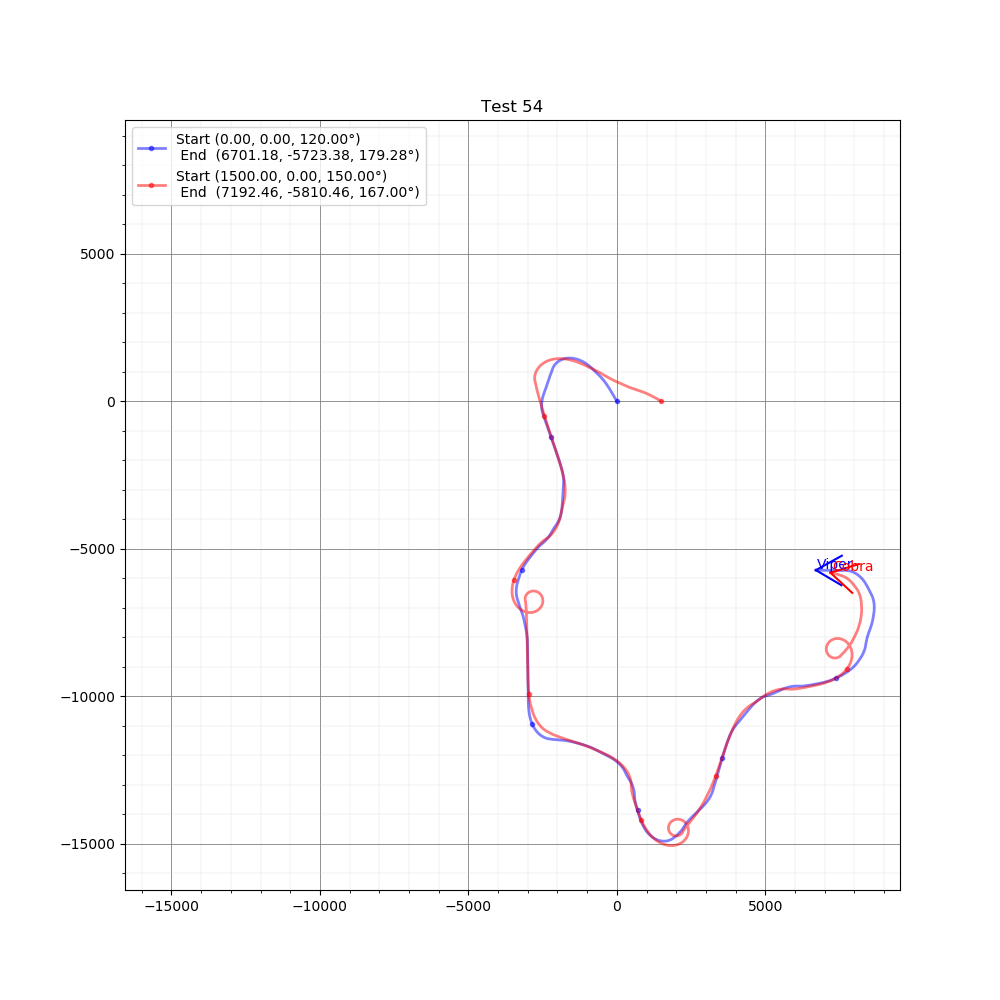 Test 54
Start (0.00, 0.00, 120.00°)
End  (6701.18, -5723.38, 179.28°)
Start (1500.00, 0.00, 150.00°)
End  (7192.46, -5810.46, 167.00°)
5000
0
−5000
−10000
−15000
Viper
Cobra
−15000
−10000
−5000
0
5000